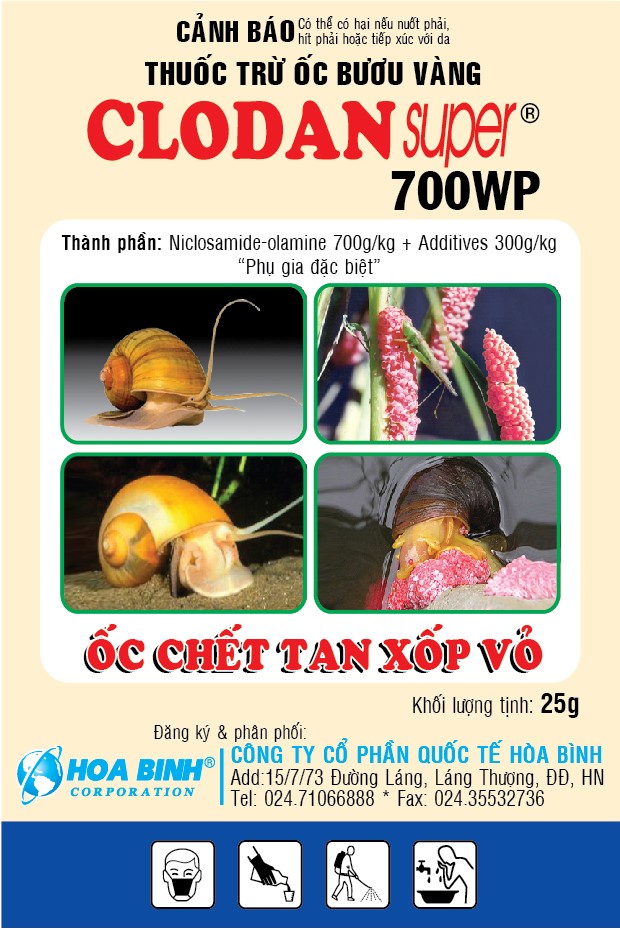 CẢNH BÁO Có thể có hại nếu nuốt phải,
hít phải hoặc tiếp xúc với da
THUỐC TRỪ ỐC BƯƠU VÀNG
CLODAN super®
700WP
Thành phần: Niclosamide-olamine 700g/kg + Additives 300g/kg
“Phụ gia đặc biệt”
ỐC CHẾT TAN XỐP VỎ
Khối lượng tịnh: 25g
Đăng ký & phân phối:
HOA BINH®
CORPORATION
CÔNG TY CỔ PHẦN QUỐC TẾ HÒA BÌNH
Add:15/7/73 Đường Láng, Láng Thượng, ĐĐ, HN
Tel: 024.71066888 * Fax: 024.35532736